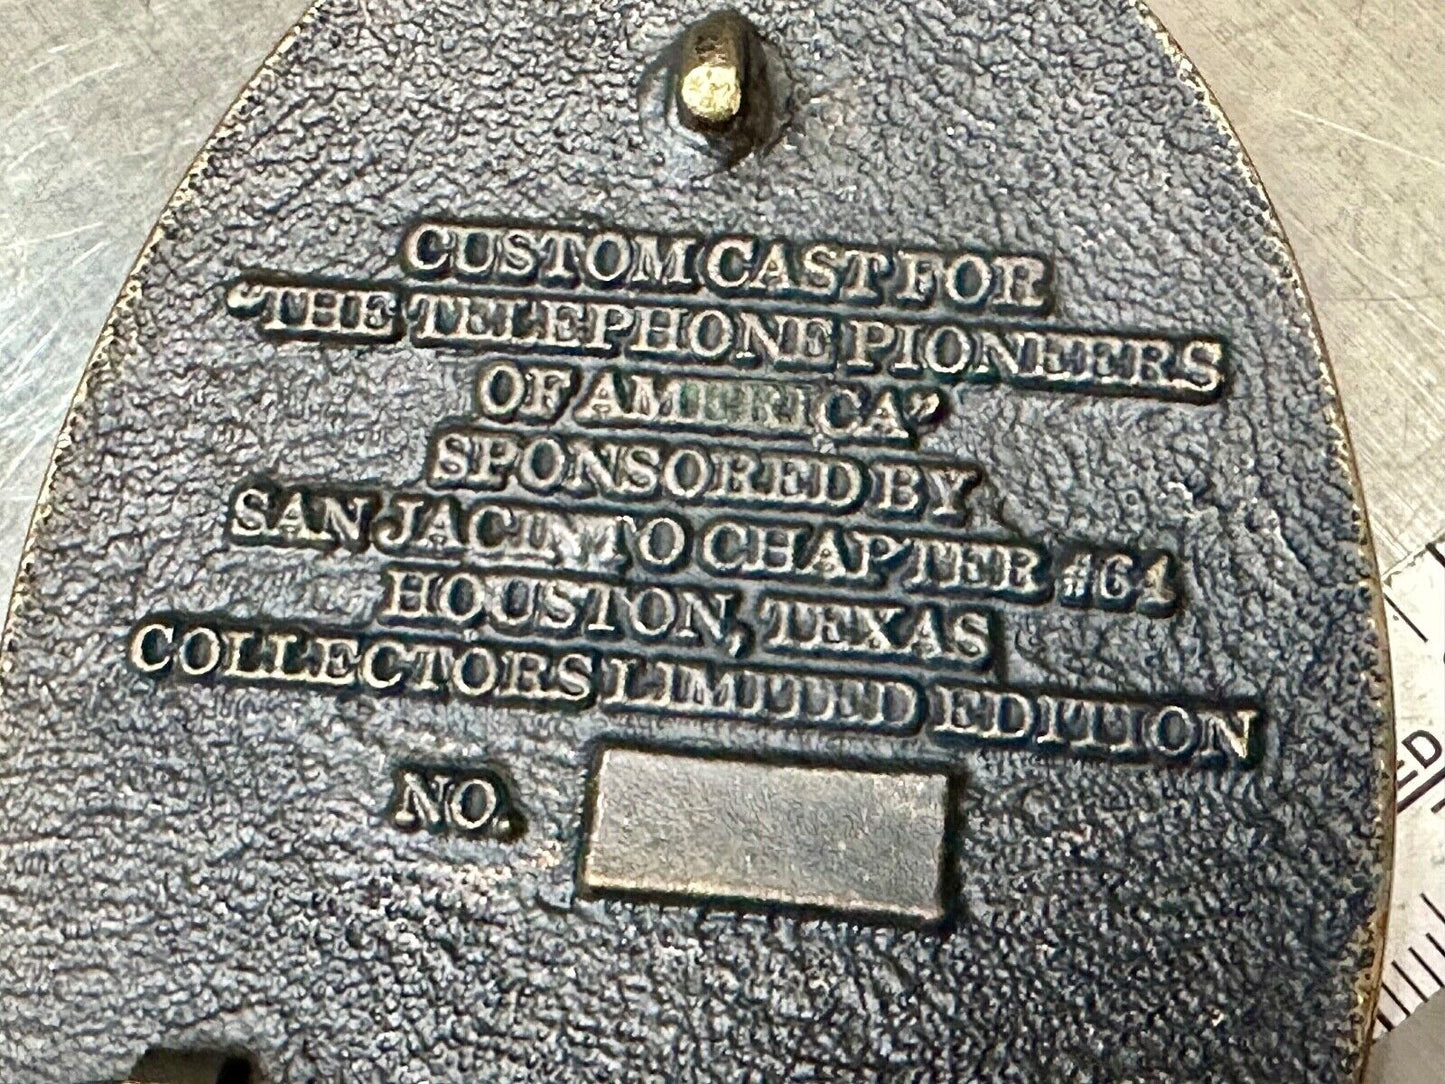 CUSTOM CAST FOR
"THE TELEPHONE PIONEERS
OF AMERICA"
SPONSORED BY
SAN JACINTO CHAPTER #64
HOUSTON, TEXAS
COLLECTORS LIMITED EDITION
NO.
ED